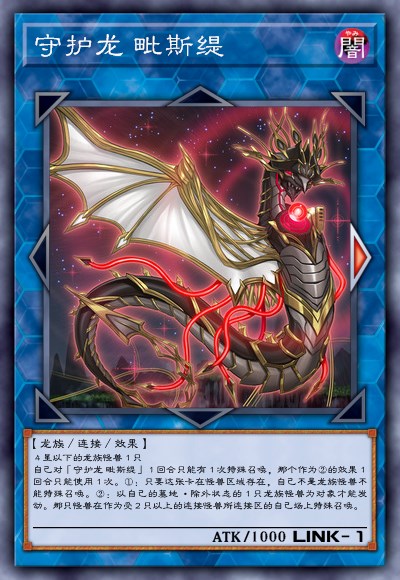 守护龙 毗斯缇
やみ
闇
【龙族／连接／效果】
4星以下的龙族怪兽1只
自己对「守护龙 毗斯缇」1回合只能有1次特殊召唤，那个作为②的效果1
回合只能使用1次。①：只要这张卡在怪兽区域存在，自己不是龙族怪兽不
能特殊召唤。②：以自己的墓地·除外状态的1只龙族怪兽为对象才能发
动。那只怪兽在作为受2只以上的连接怪兽所连接区的自己场上特殊召唤。
ATK/1000 LINK-1